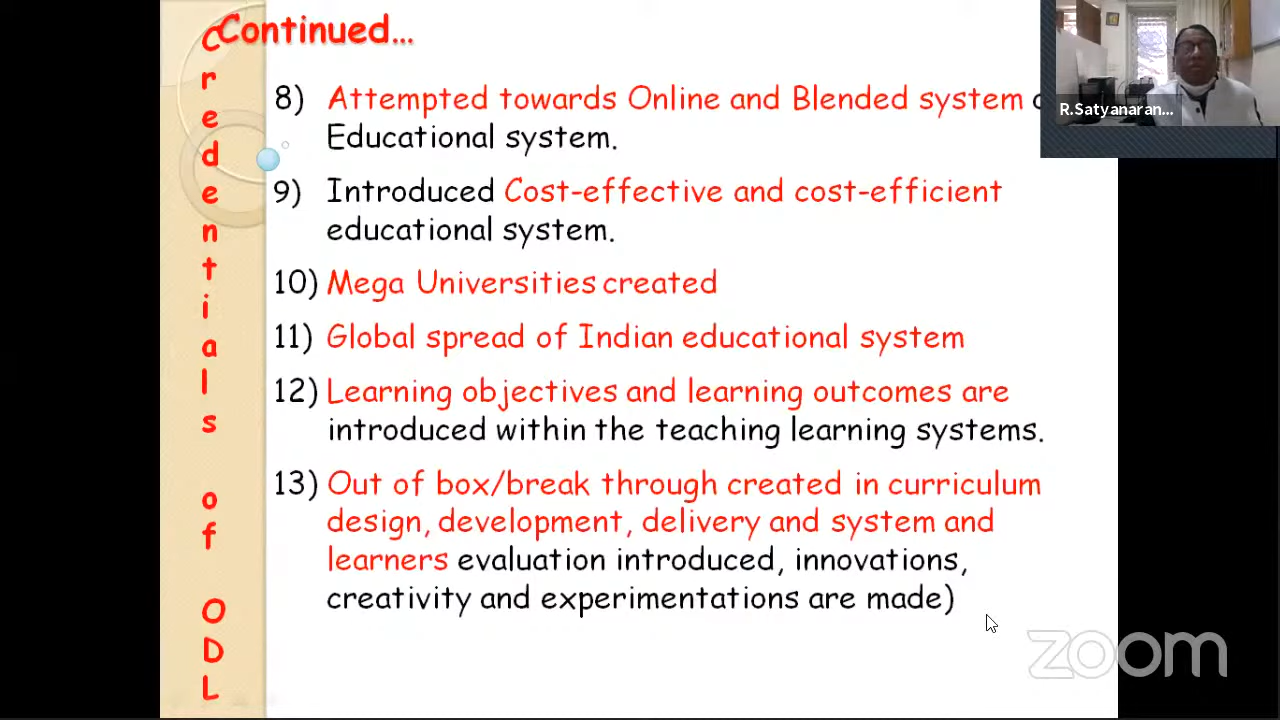 Continued...
Credentials of ODL
8) Attempted towards Online and Blended system
Educational system.
9) Introduced Cost-effective and cost-efficient
educational system.
10) Mega Universities created
11) Global spread of Indian educational system
12) Learning objectives and learning outcomes are
introduced within the teaching learning systems.
13) Out of box/break through created in curriculum
design, development, delivery and system and
learners evaluation introduced, innovations,
creativity and experimentations are made)
R.Satyanaran...
zoom